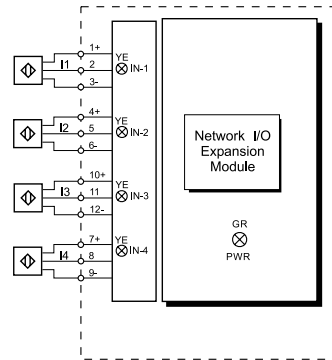 1+
YE
I1 2 IN-1
3-
4+
YE
I2 5 IN-2
6-
Network I/O
Expansion
Module
10+
YE
I3 11 IN-3
12-
GR
PWR
7+
YE
I4 8 IN-4
9-